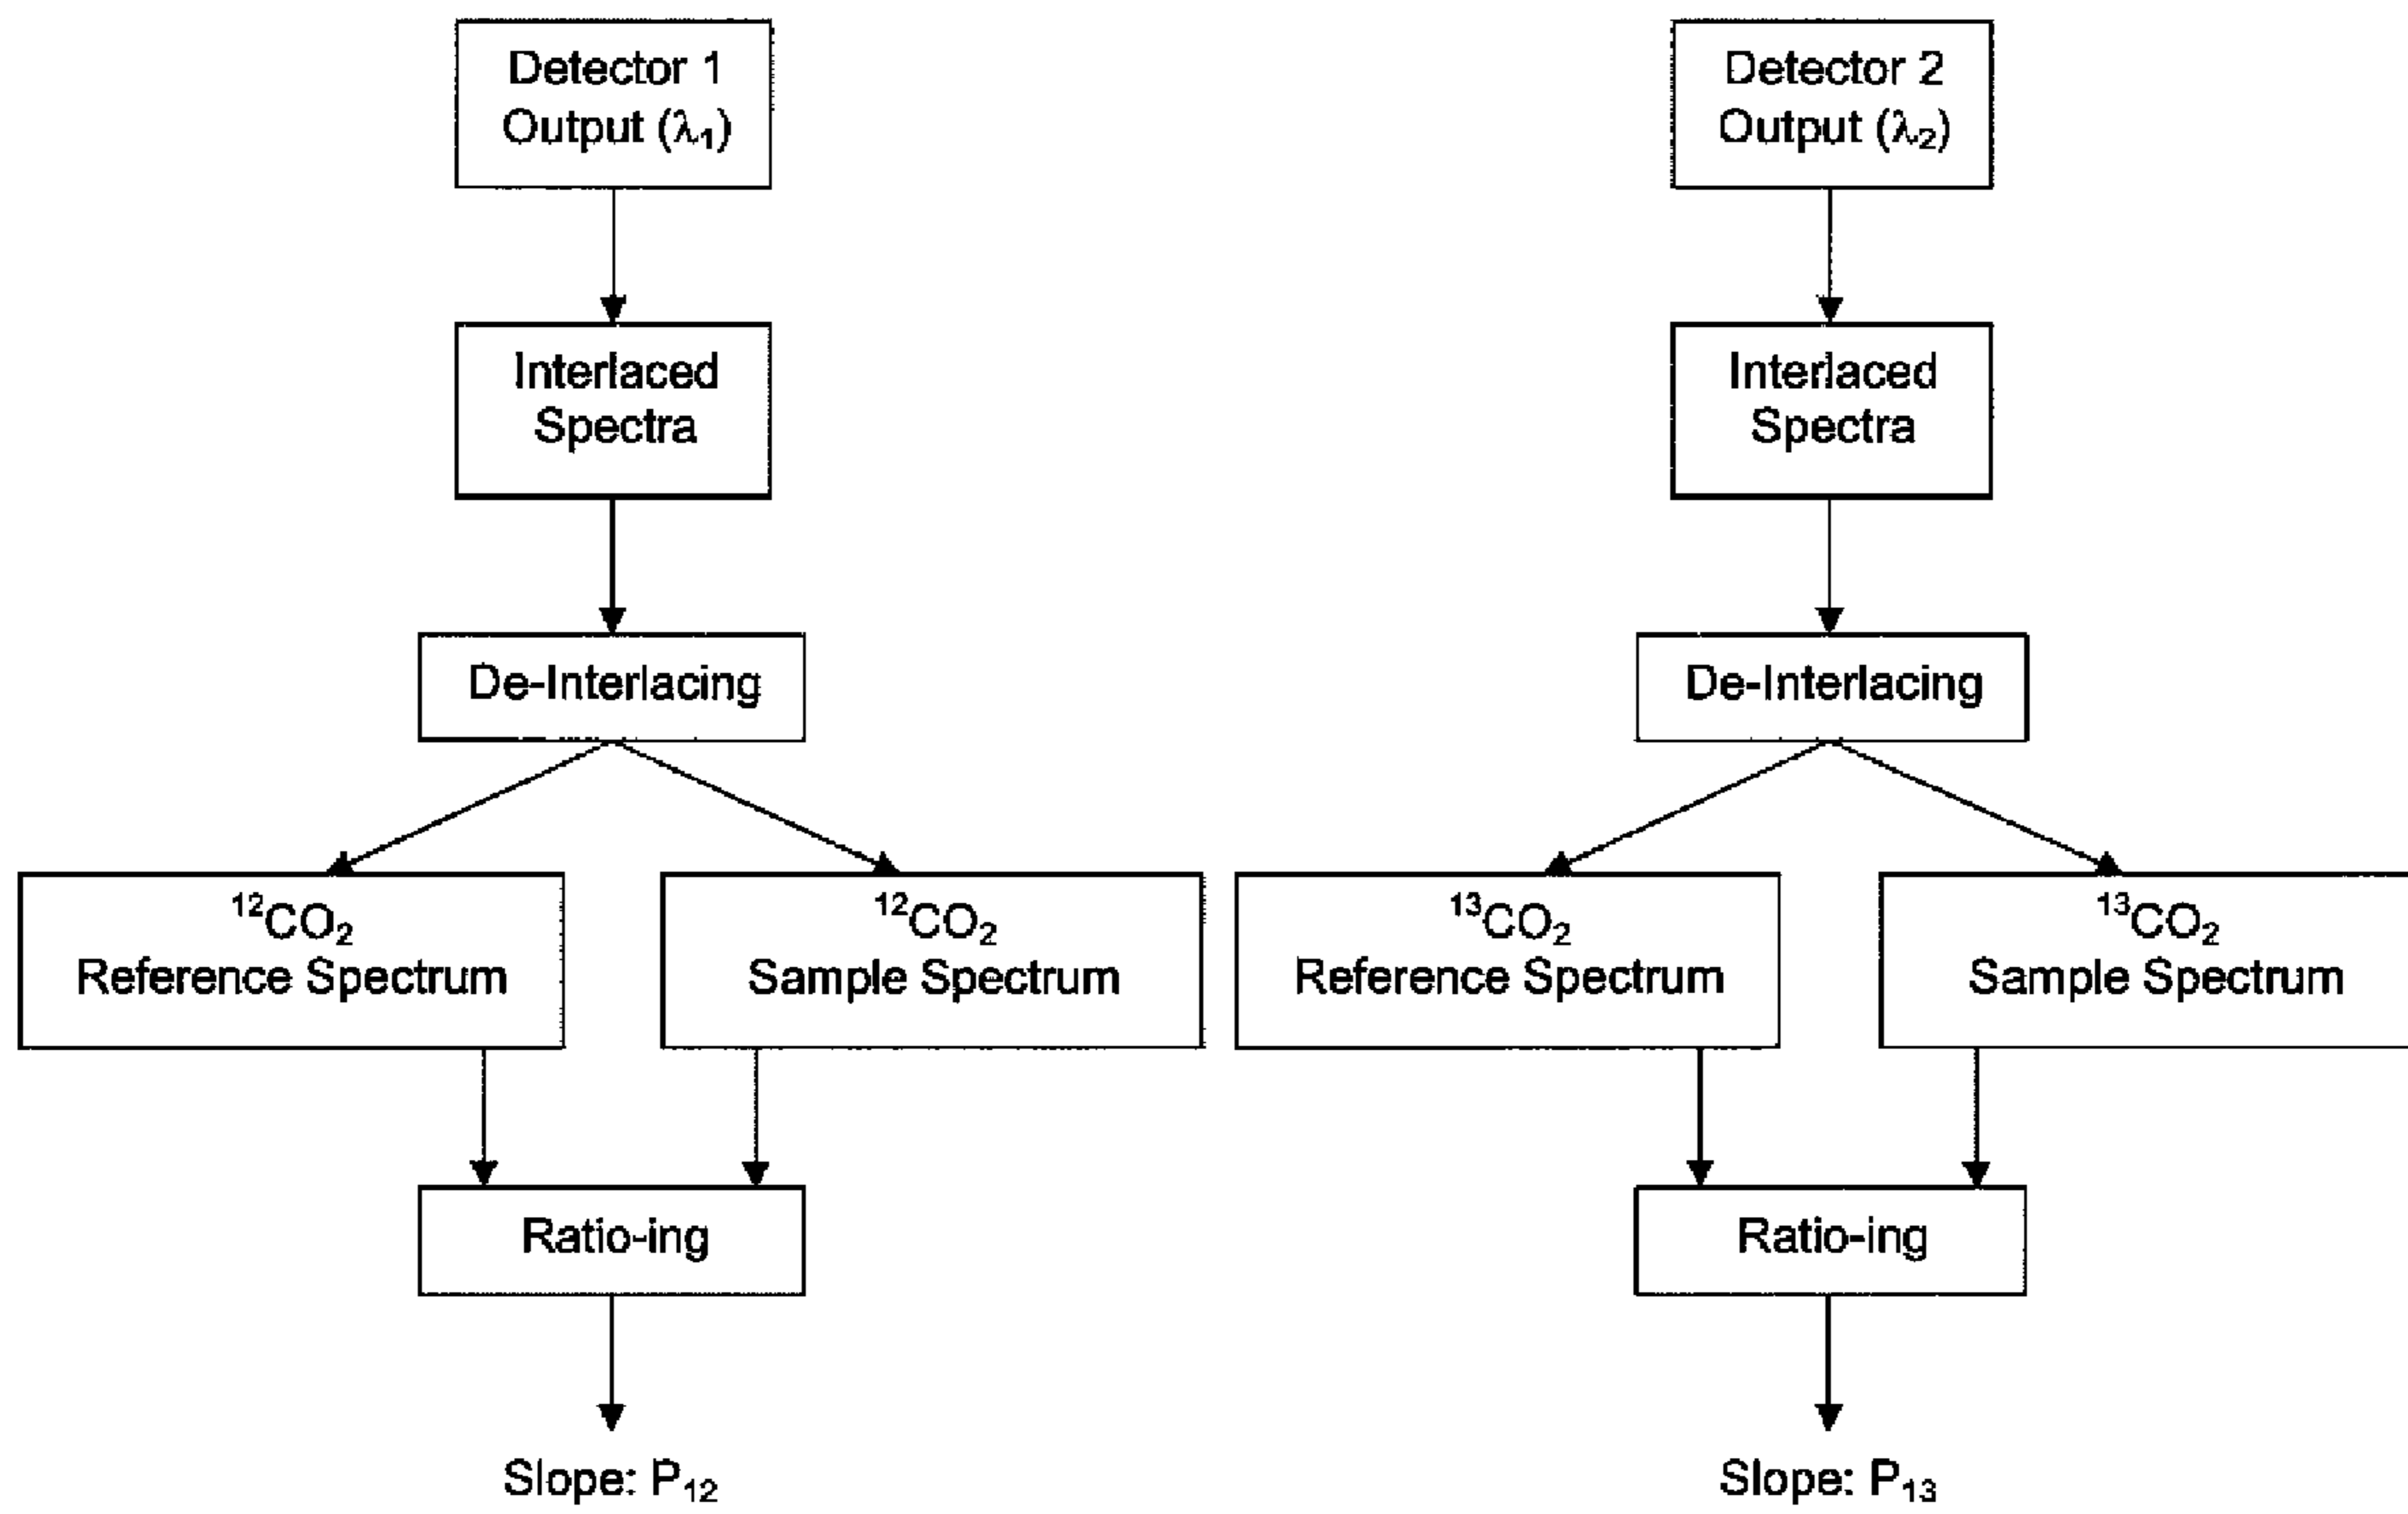 Detector 1
Output (λ₁)
Interlaced
Spectra
De-Interlacing
¹²CO₂
Reference Spectrum
¹²CO₂
Sample Spectrum
Ratio-ing
Slope: P₁₂
Detector 2
Output (λ₂)
Interlaced
Spectra
De-Interlacing
¹³CO₂
Reference Spectrum
¹³CO₂
Sample Spectrum
Ratio-ing
Slope: P₁₃